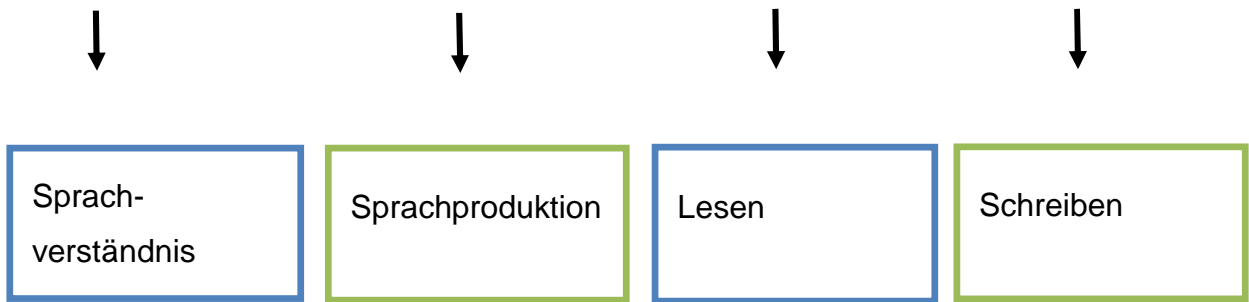 Sprach-
verständnis
Sprachproduktion
Lesen
Schreiben